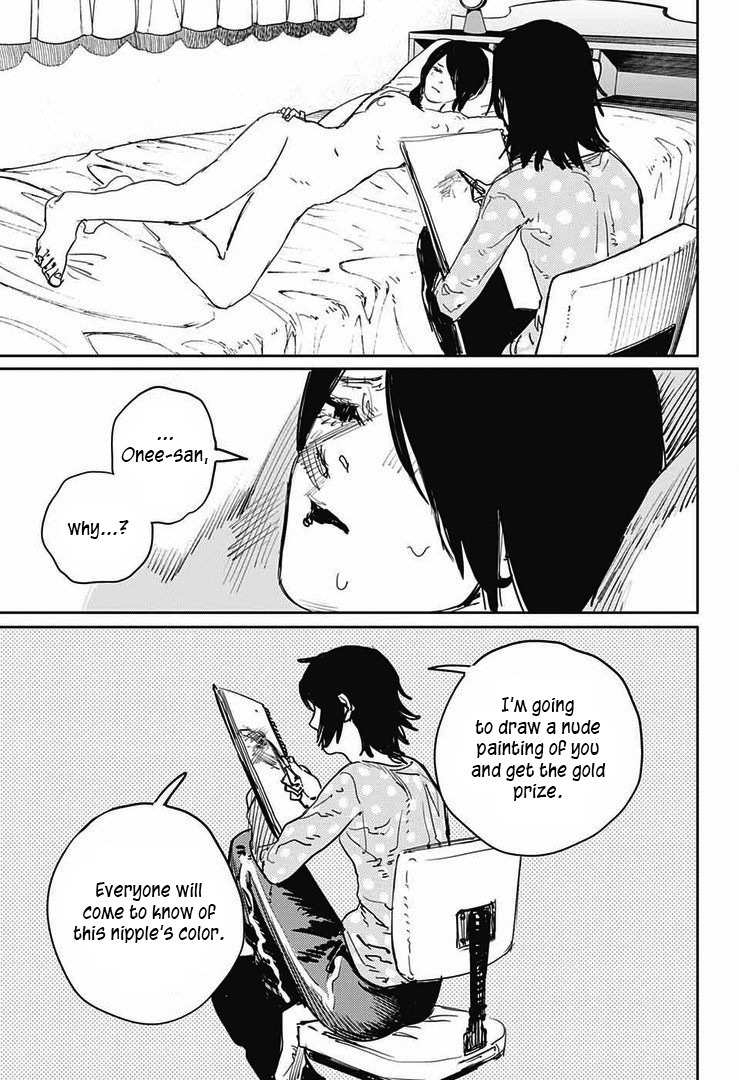 ...
Onee-san,
why...?
I'm going
to draw a nude
painting of you
and get the gold
prize.
Everyone will
come to know of
this nipple's color.